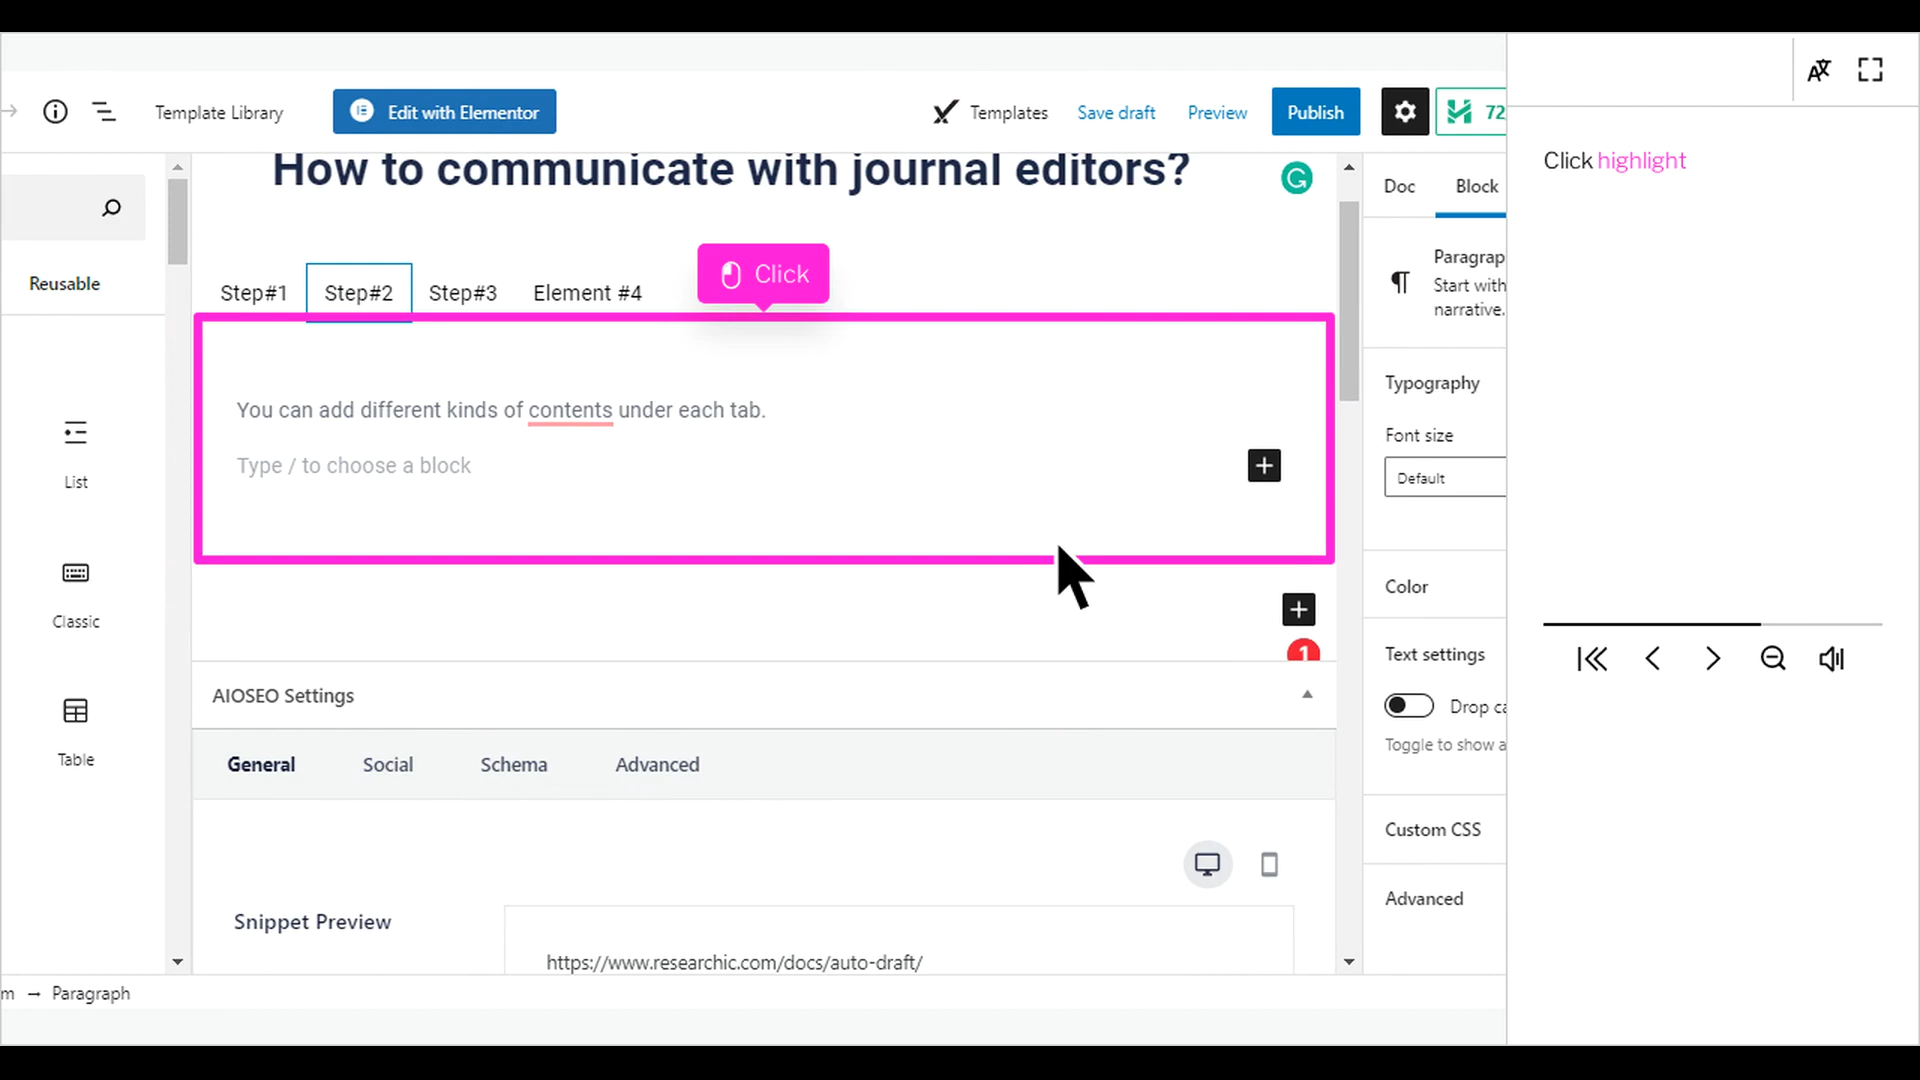 Template Library
Edit with Elementor
Templates
Save draft
Preview
Publish
72
Click highlight
How to communicate with journal editors?
Doc
Block
Reusable
Click
Step#1
Step#2
Step#3
Element #4
Paragrap
Start with
narrative.
You can add different kinds of contents under each tab.
Type / to choose a block
Typography
Font size
Default
List
Classic
Table
Color
1
Text settings
Drop ca
Toggle to show a
AIOSEO Settings
General
Social
Schema
Advanced
Custom CSS
Advanced
Snippet Preview
https://www.researchic.com/docs/auto-draft/
m → Paragraph